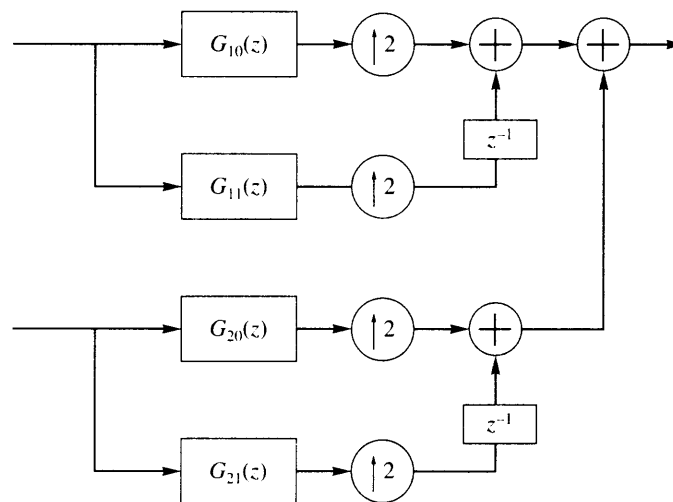 G₁₀(z) ↑2 + +
z⁻¹
G₁₁(z) ↑2
G₂₀(z) ↑2 +
z⁻¹
G₂₁(z) ↑2